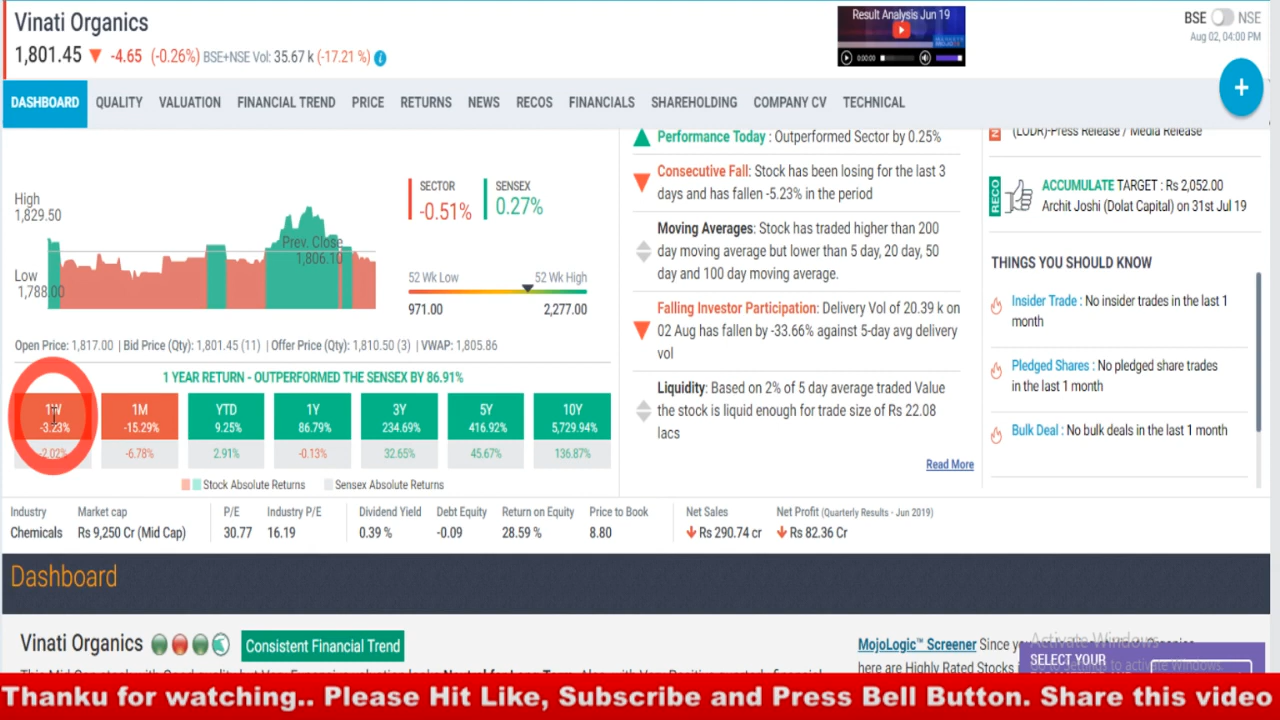 Vinati Organics
1,801.45 ▼ -4.65 (-0.26%) BSE+NSE Vol: 35.67 k (-17.21 %)
Result Analysis Jun 19
0:00:00
BSE NSE
Aug 02, 04:00 PM
+
DASHBOARD QUALITY VALUATION FINANCIAL TREND PRICE RETURNS NEWS RECOS FINANCIALS SHAREHOLDING COMPANY CV TECHNICAL
High
1,829.50
Prev. Close
1,806.10
Low
1,788.00
SECTOR
-0.51%
SENSEX
0.27%
52 Wk Low 52 Wk High
971.00 2,277.00
Open Price: 1,817.00 | Bid Price (Qty): 1,801.45 (11) | Offer Price (Qty): 1,810.50 (3) | VWAP: 1,805.86
1 YEAR RETURN - OUTPERFORMED THE SENSEX BY 86.91%
1W 1M YTD 1Y 3Y 5Y 10Y
-3.23% -15.29% 9.25% 86.79% 234.69% 416.92% 5,729.94%
-2.02% -6.78% 2.91% -0.13% 32.65% 45.67% 136.87%
Stock Absolute Returns Sensex Absolute Returns
Performance Today : Outperformed Sector by 0.25%
Consecutive Fall: Stock has been losing for the last 3
days and has fallen -5.23% in the period
Moving Averages: Stock has traded higher than 200
day moving average but lower than 5 day, 20 day, 50
day and 100 day moving average.
Falling Investor Participation: Delivery Vol of 20.39 k on
02 Aug has fallen by -33.66% against 5-day avg delivery
vol
Liquidity: Based on 2% of 5 day average traded Value
the stock is liquid enough for trade size of Rs 22.08
lacs
Read More
(LODR)-Press Release / Media Release
RECO
ACCUMULATE TARGET : Rs 2,052.00
Archit Joshi (Dolat Capital) on 31st Jul 19
THINGS YOU SHOULD KNOW
Insider Trade : No insider trades in the last 1
month
Pledged Shares : No pledged share trades
in the last 1 month
Bulk Deal : No bulk deals in the last 1 month
Industry Market cap P/E Industry P/E Dividend Yield Debt Equity Return on Equity Price to Book Net Sales Net Profit (Quarterly Results - Jun 2019)
Chemicals Rs 9,250 Cr (Mid Cap) 30.77 16.19 0.39 % -0.09 28.59 % 8.80 Rs 290.74 cr Rs 82.36 Cr
Dashboard
Vinati Organics Consistent Financial Trend
MojoLogic™ Screener Since
here are Highly Rated Stocks
Activate Windows
SELECT YOUR
Thanku for watching.. Please Hit Like, Subscribe and Press Bell Button. Share this video